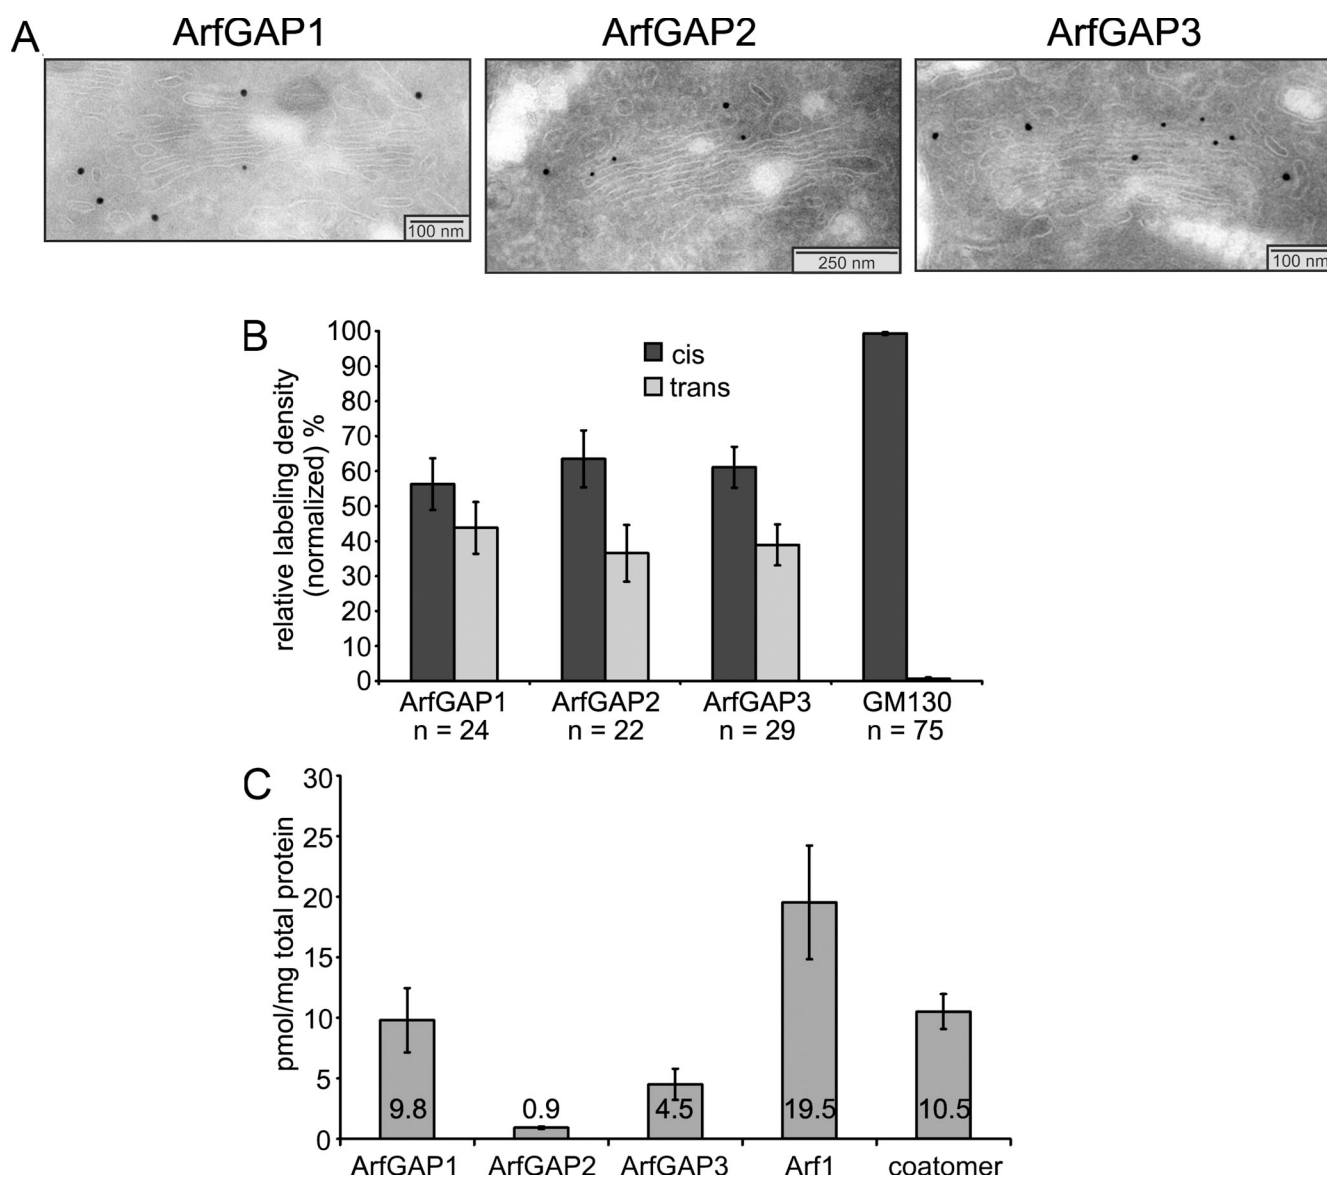 A
ArfGAP1
ArfGAP2
ArfGAP3
100 nm
250 nm
100 nm
B
relative labeling density
(normalized) %
100
90
80
70
60
50
40
30
20
10
0
cis
trans
ArfGAP1
n = 24
ArfGAP2
n = 22
ArfGAP3
n = 29
GM130
n = 75
C
pmol/mg total protein
30
25
20
15
10
5
0
9.8
0.9
4.5
19.5
10.5
ArfGAP1
ArfGAP2
ArfGAP3
Arf1
coatomer